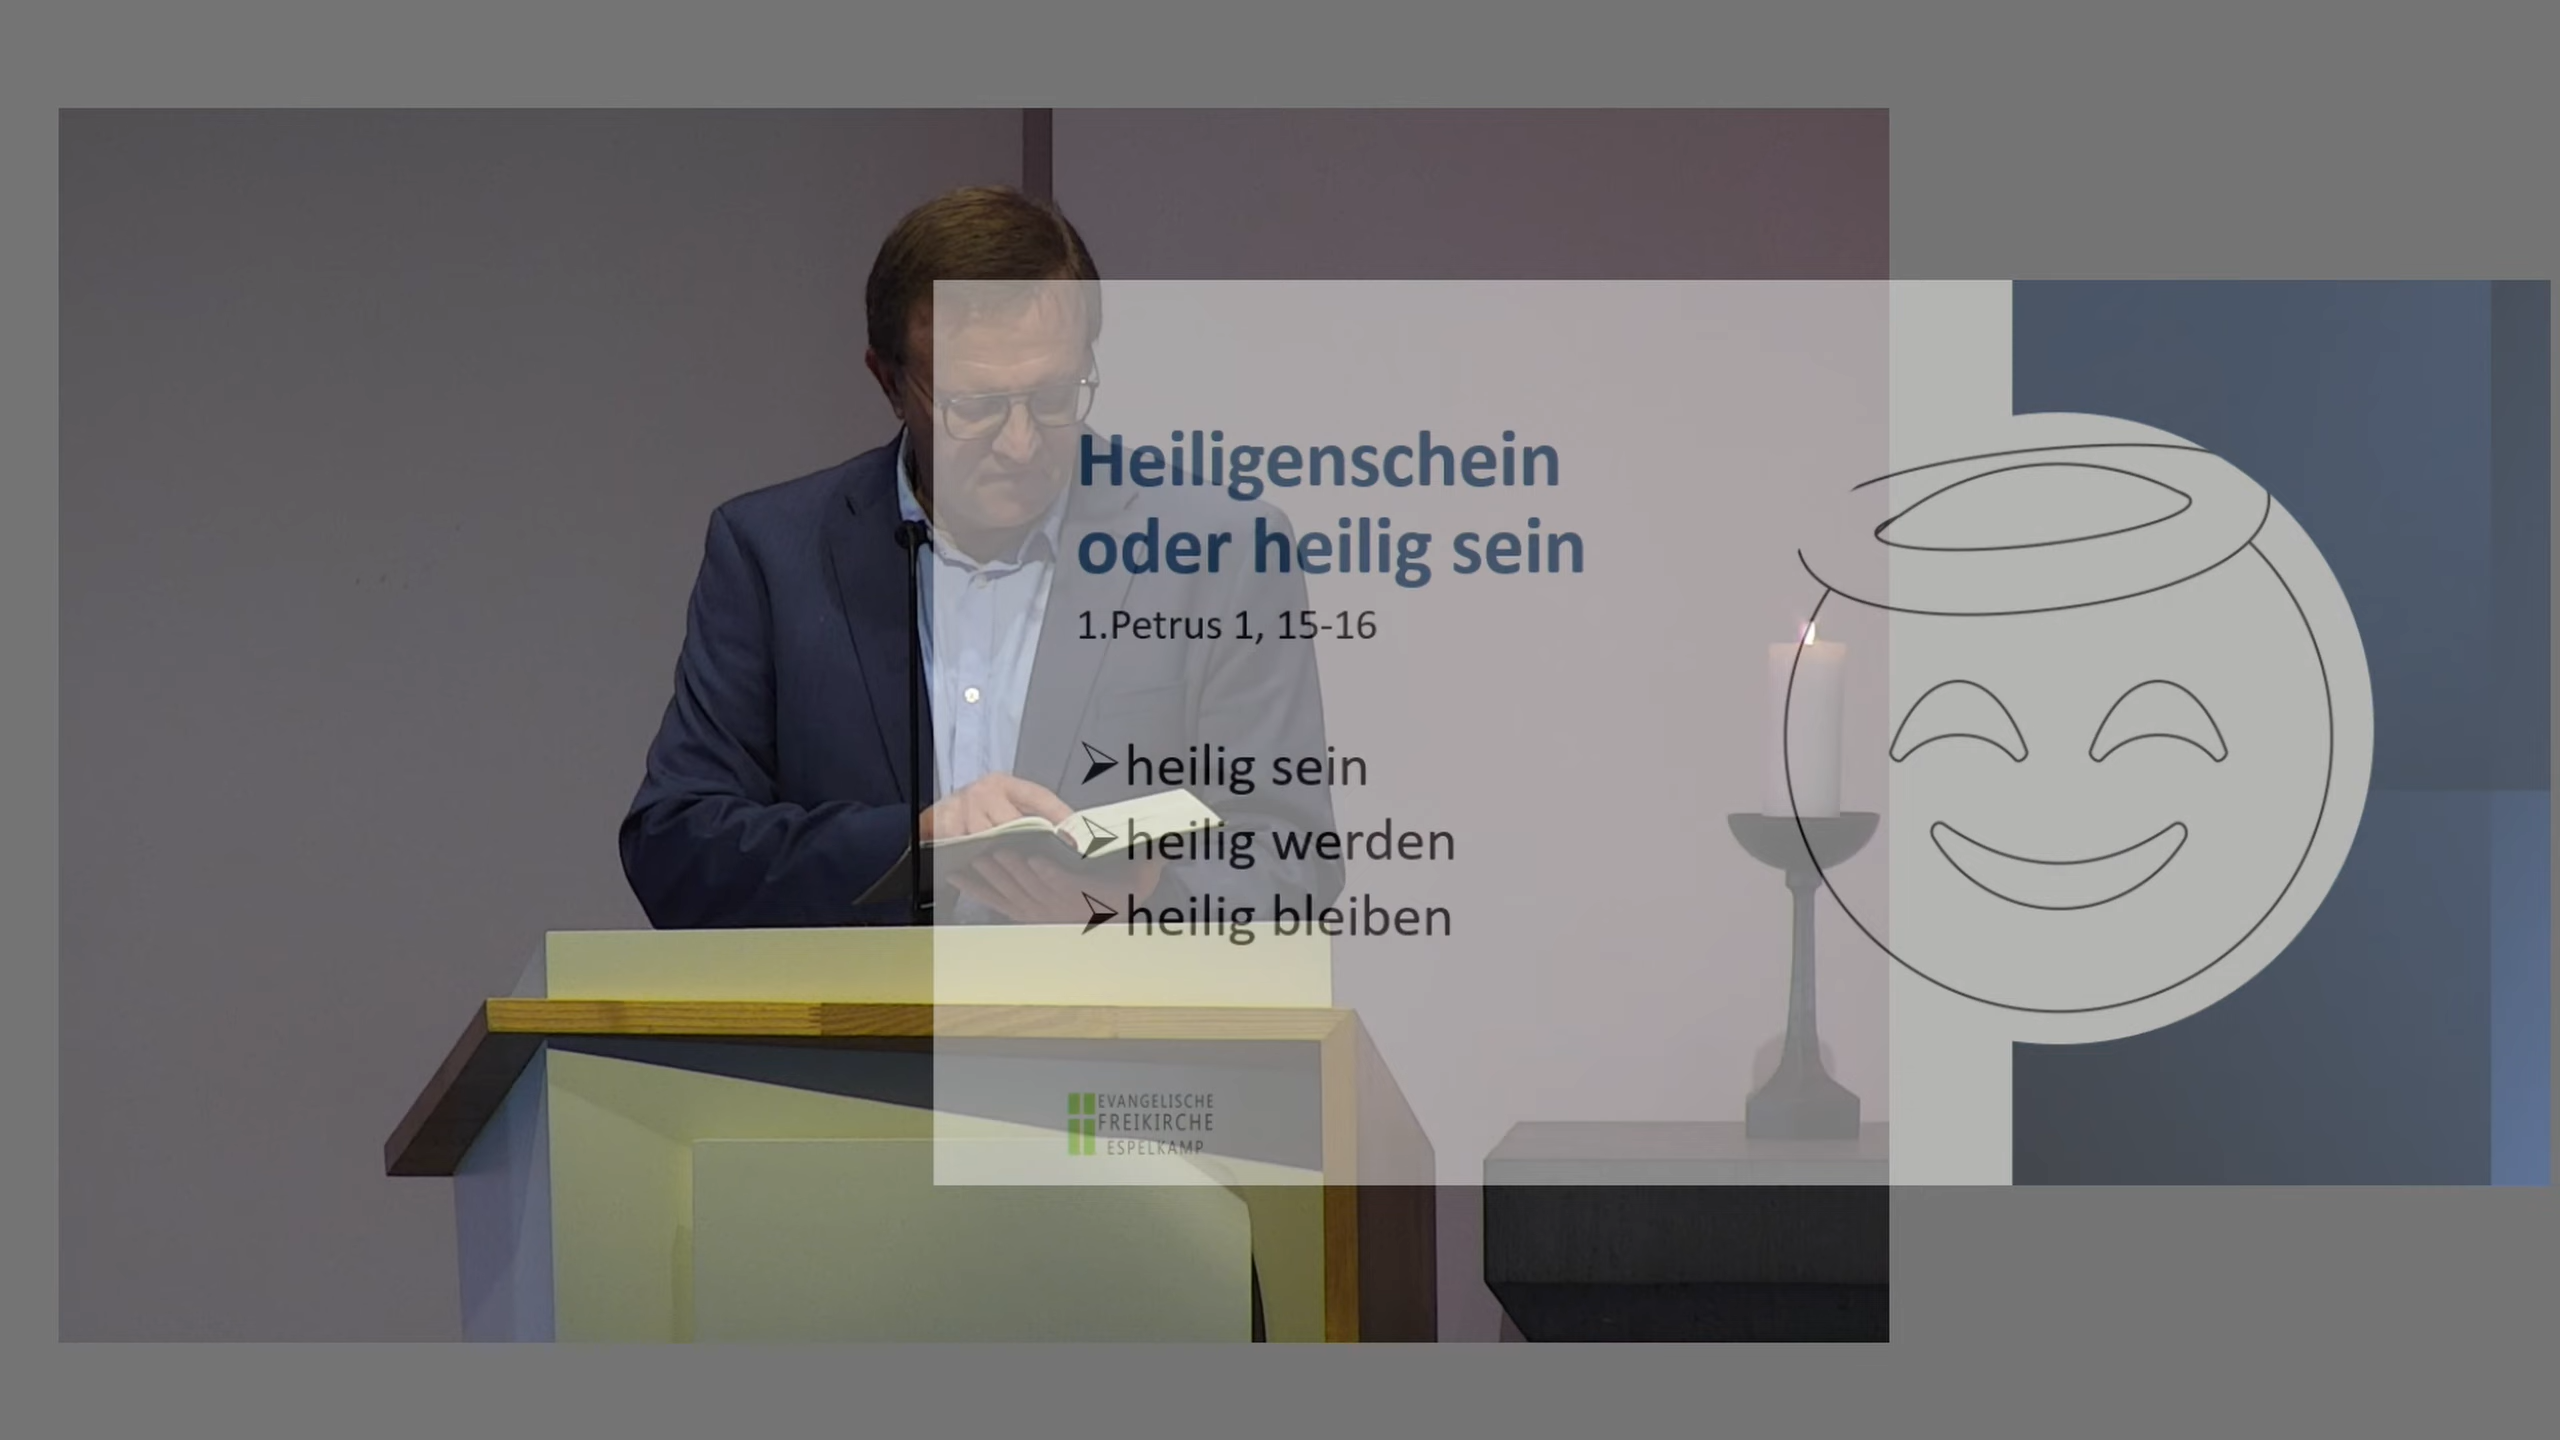 Heiligenschein
oder heilig sein
1.Petrus 1, 15-16
➢heilig sein
➢heilig werden
➢heilig bleiben
EVANGELISCHE
FREIKIRCHE
ESPELKAMP